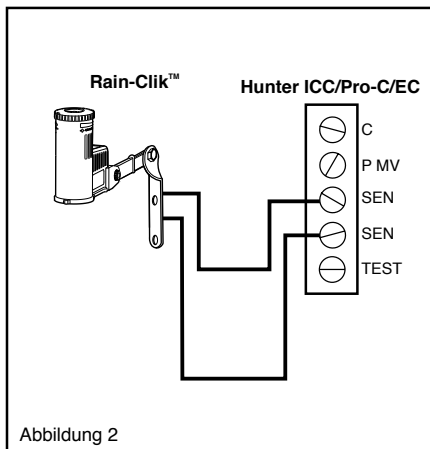 Rain-Clik™
Hunter ICC/Pro-C/EC
C
P MV
SEN
SEN
TEST
Abbildung 2